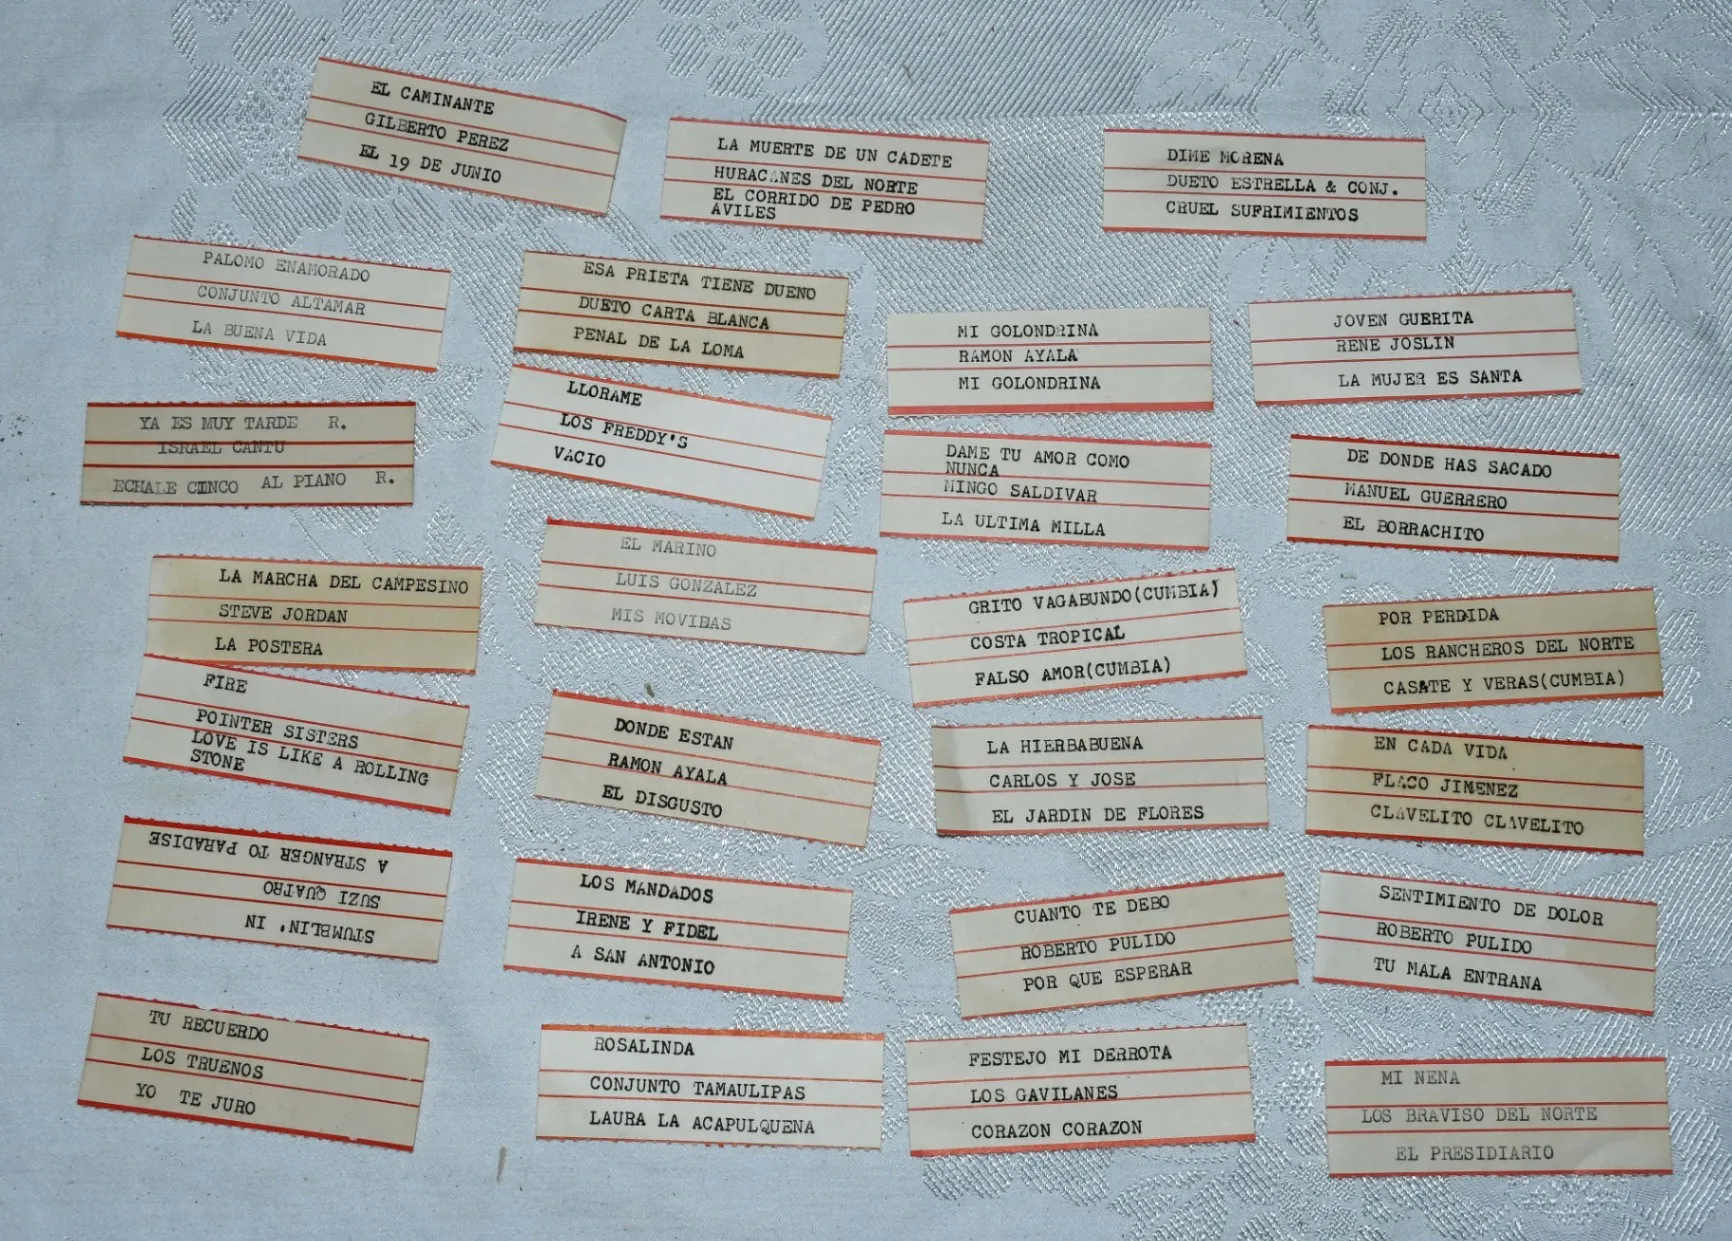 EL CAMINANTE
GILBERTO PEREZ
EL 19 DE JUNIO
LA MUERTE DE UN CADETE
HURACANES DEL NORTE
EL CORRIDO DE PEDRO
AVILES
DIME MORENA
DUETO ESTRELLA & CONJ.
CRUEL SUFRIMIENTOS
PALOMO ENAMORADO
CONJUNTO ALTAMAR
LA BUENA VIDA
ESA PRIETA TIENE DUENO
DUETO CARTA BLANCA
PENAL DE LA LOMA
MI GOLONDRINA
RAMON AYALA
MI GOLONDRINA
JOVEN GUERITA
RENE JOSLIN
LA MUJER ES SANTA
YA ES MUY TARDE R.
ISRAEL CANTU
ECHALE CINCO AL PIANO R.
LLORAME
LOS FREDDY'S
VACIO
DAME TU AMOR COMO
NUNCA
MINGO SALDIVAR
LA ULTIMA MILLA
DE DONDE HAS SACADO
MANUEL GUERRERO
EL BORRACHITO
LA MARCHA DEL CAMPESINO
STEVE JORDAN
LA POSTERA
EL MARINO
LUIS GONZALEZ
MIS MOVIDAS
GRITO VAGABUNDO(CUMBIA)
COSTA TROPICAL
FALSO AMOR(CUMBIA)
POR PERDIDA
LOS RANCHEROS DEL NORTE
CASATE Y VERAS(CUMBIA)
FIRE
POINTER SISTERS
LOVE IS LIKE A ROLLING
STONE
DONDE ESTAN
RAMON AYALA
EL DISGUSTO
LA HIERBABUENA
CARLOS Y JOSE
EL JARDIN DE FLORES
EN CADA VIDA
FLACO JIMENEZ
CLAVELITO CLAVELITO
STUMBLIN' IN
SUZI QUATRO
A STRANGER TO PARADISE
LOS MANDADOS
IRENE Y FIDEL
A SAN ANTONIO
CUANTO TE DEBO
ROBERTO PULIDO
POR QUE ESPERAR
SENTIMIENTO DE DOLOR
ROBERTO PULIDO
TU MALA ENTRANA
TU RECUERDO
LOS TRUENOS
YO TE JURO
ROSALINDA
CONJUNTO TAMAULIPAS
LAURA LA ACAPULQUENA
FESTEJO MI DERROTA
LOS GAVILANES
CORAZON CORAZON
MI NENA
LOS BRAVISO DEL NORTE
EL PRESIDIARIO